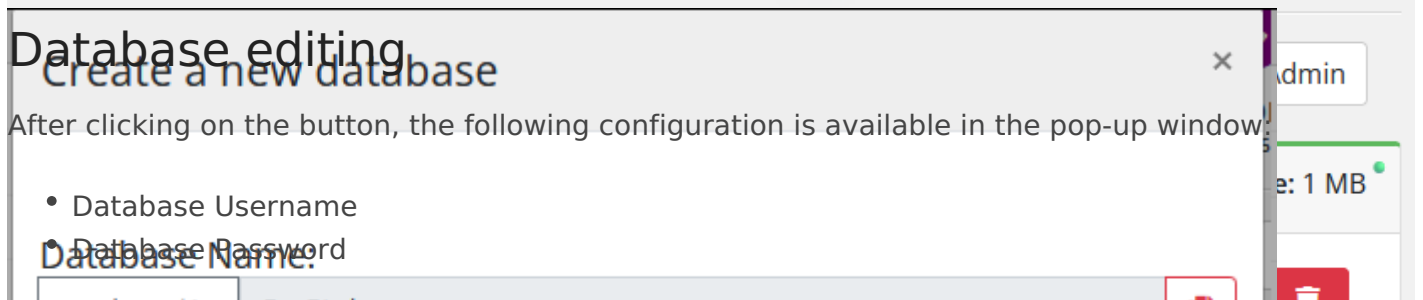 Database editing
Create a new database
×
Admin
After clicking on the button, the following configuration is available in the pop-up window.
e: 1 MB
• Database Username
• Database Password
Database Name: